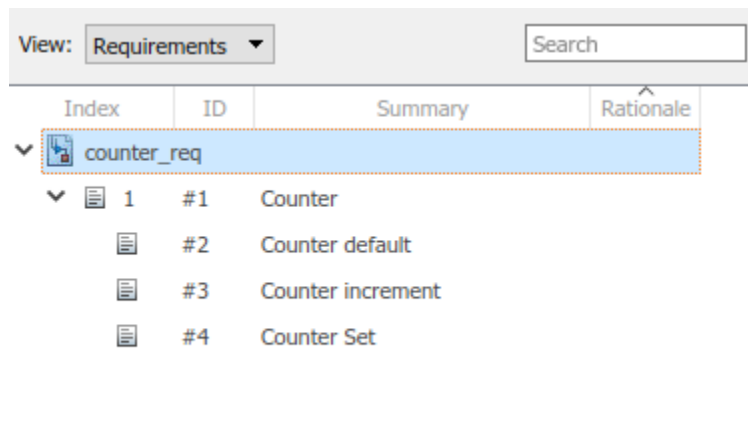 View: Requirements Search
Index ID Summary Rationale
counter_req
1 #1 Counter
#2 Counter default
#3 Counter increment
#4 Counter Set